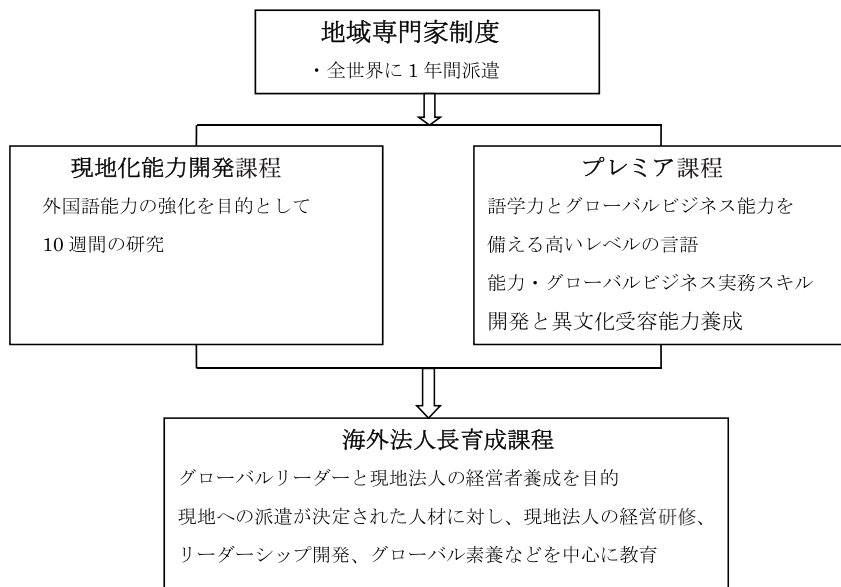 地域専門家制度
・全世界に 1 年間派遣
現地化能力開発課程
外国語能力の強化を目的として
10 週間の研究
プレミア課程
語学力とグローバルビジネス能力を
備える高いレベルの言語
能力・グローバルビジネス実務スキル
開発と異文化受容能力養成
海外法人長育成課程
グローバルリーダーと現地法人の経営者養成を目的
現地への派遣が決定された人材に対し、現地法人の経営研修、
リーダーシップ開発、グローバル素養などを中心に教育